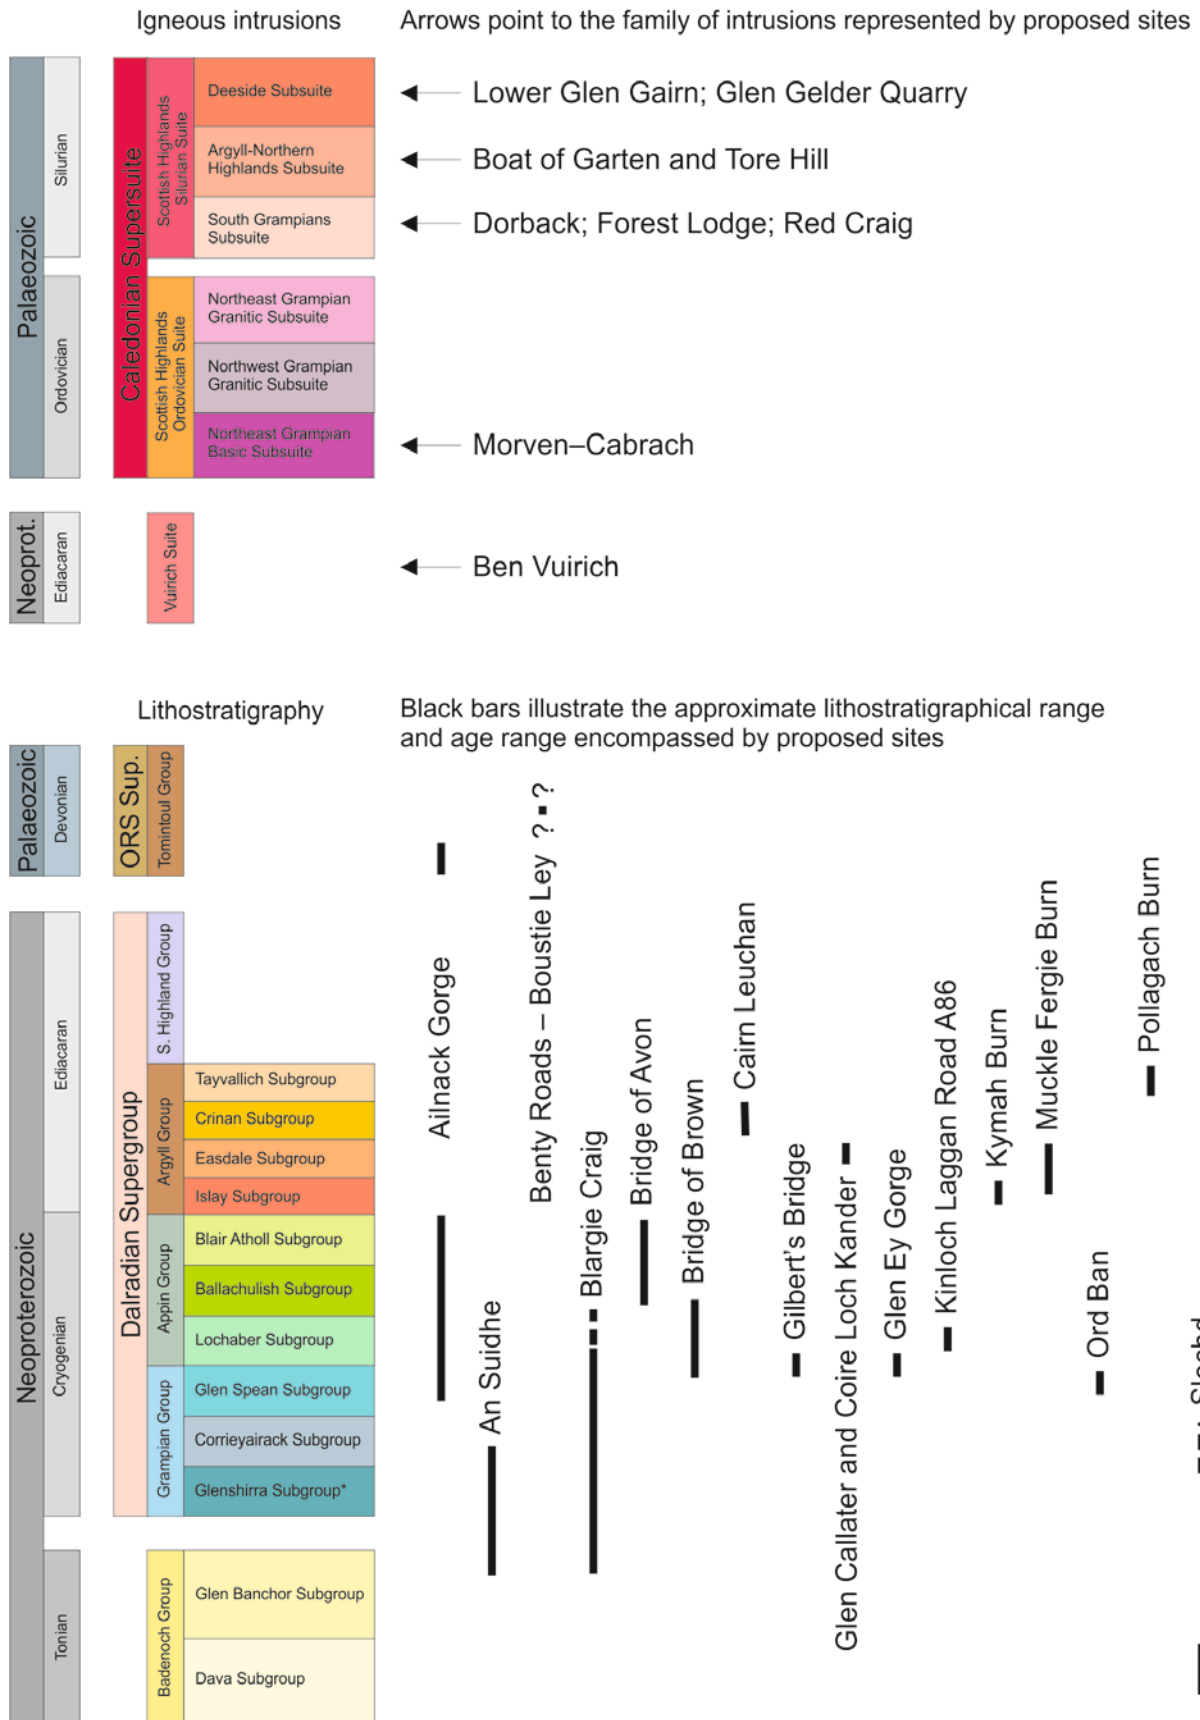 Igneous intrusions
Arrows point to the family of intrusions represented by proposed sites
Palaeozoic
Silurian
Ordovician
Caledonian Supersuite
Scottish Highlands
Silurian Suite
Deeside Subsuite
Argyll-Northern
Highlands Subsuite
South Grampians
Subsuite
Scottish Highlands
Ordovician Suite
Northeast Grampian
Granitic Subsuite
Northwest Grampian
Granitic Subsuite
Northeast Grampian
Basic Subsuite
Lower Glen Gairn; Glen Gelder Quarry
Boat of Garten and Tore Hill
Dorback; Forest Lodge; Red Craig
Morven–Cabrach
Neoprot.
Ediacaran
Vuirich Suite
Ben Vuirich
Lithostratigraphy
Black bars illustrate the approximate lithostratigraphical range
and age range encompassed by proposed sites
Palaeozoic
Devonian
ORS Sup.
Tomintoul Group
Neoproterozoic
Ediacaran
Cryogenian
Tonian
Dalradian Supergroup
S. Highland Group
Argyll Group
Tayvallich Subgroup
Crinan Subgroup
Easdale Subgroup
Islay Subgroup
Appin Group
Blair Atholl Subgroup
Ballachulish Subgroup
Lochaber Subgroup
Grampian Group
Glen Spean Subgroup
Corrieyairack Subgroup
Glenshirra Subgroup*
Badenoch Group
Glen Banchor Subgroup
Dava Subgroup
Ailnack Gorge
An Suidhe
Benty Roads – Boustie Ley ? ?
Blargie Craig
Bridge of Avon
Bridge of Brown
Cairn Leuchan
Gilbert's Bridge
Glen Callater and Coire Loch Kander
Glen Ey Gorge
Kinloch Laggan Road A86
Kymah Burn
Muckle Fergie Burn
Ord Ban
Pollagach Burn